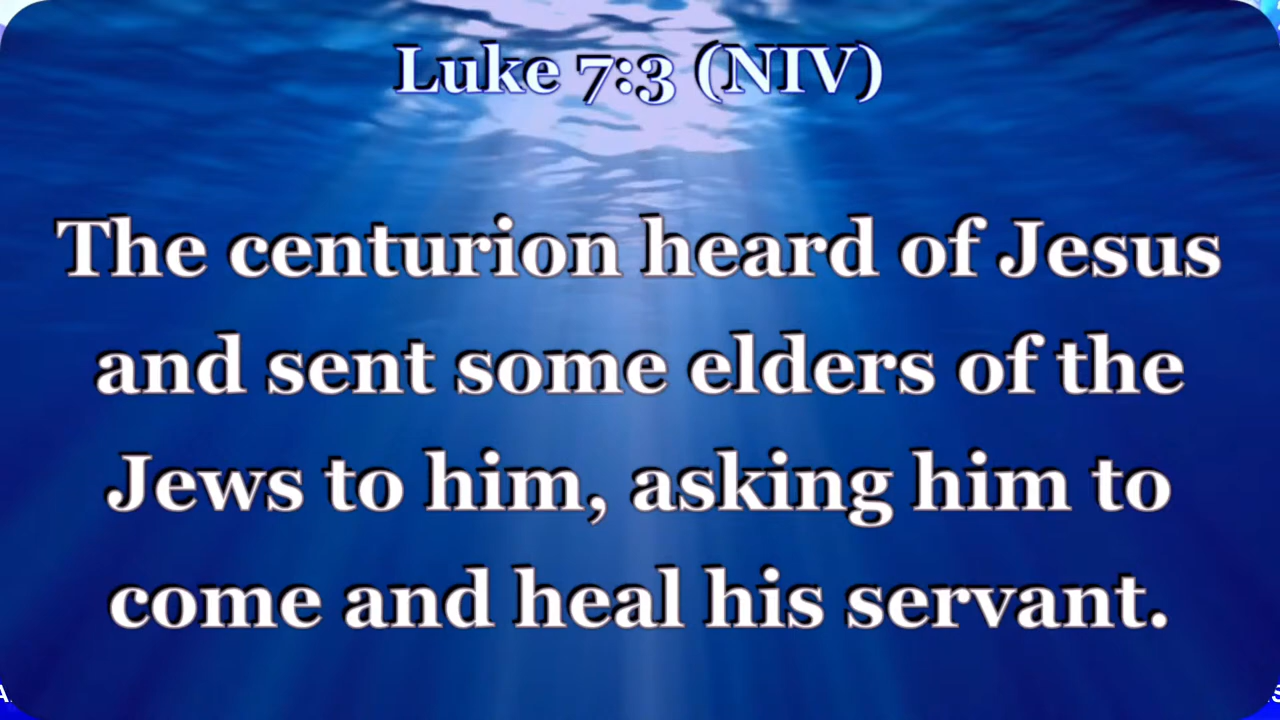 Luke 7:3 (NIV)
The centurion heard of Jesus
and sent some elders of the
Jews to him, asking him to
come and heal his servant.